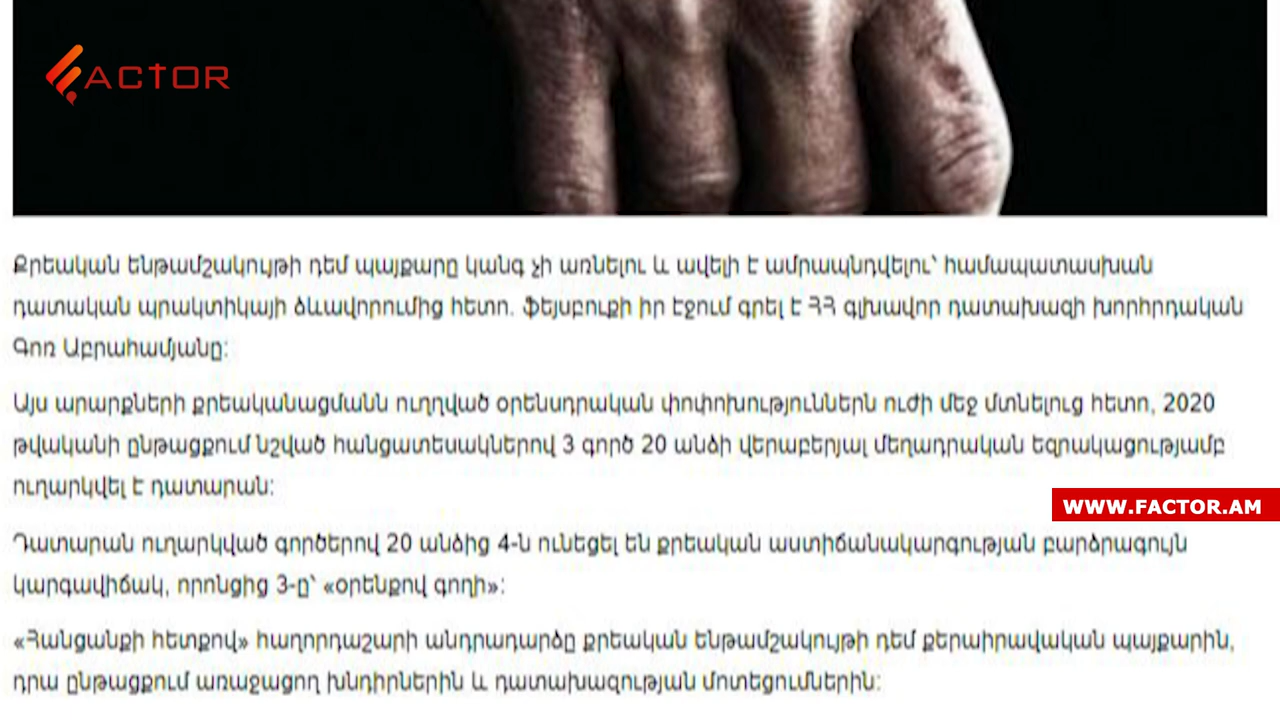 FACTOR
Քրեական ենթամշակույթի դեմ պայքարը կանգ չի առնելու և ավելի է ամրապնդվելու՝ համապատասխան
դատական պրակտիկայի ձևավորումից հետո. Ֆեյսբուքի իր էջում գրել է ՀՀ գլխավոր դատախազի խորհրդական
Գոռ Աբրահամյանը:
Այս արարքների քրեականացմանն ուղղված օրենսդրական փոփոխություններն ուժի մեջ մտնելուց հետո, 2020
թվականի ընթացքում նշված հանցատեսակներով 3 գործ 20 անձի վերաբերյալ մեղադրական եզրակացությամբ
ուղարկվել է դատարան:
WWW.FACTOR.AM
Դատարան ուղարկված գործերով 20 անձից 4-ն ունեցել են քրեական աստիճանակարգության բարձրագույն
կարգավիճակ, որոնցից 3-ը՝ «օրենքով գողի»:
«Հանցանքի հետքով» հաղորդաշարի անդրադարձը քրեական ենթամշակույթի դեմ քերաիրավական պայքարին,
դրա ընթացքում առաջացող խնդիրներին և դատախազության մոտեցումներին: